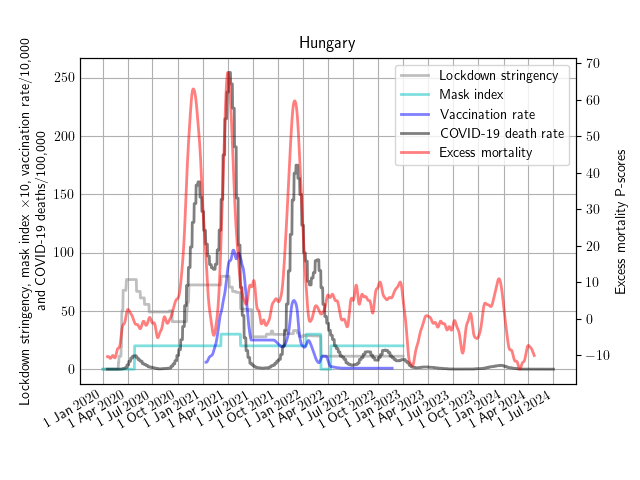 Hungary
Lockdown stringency, mask index ×10, vaccination rate/10,000
and COVID-19 deaths/100,000
250
200
150
100
50
0
70
60
50
40
30
20
10
0
−10
Excess mortality P-scores
Lockdown stringency
Mask index
Vaccination rate
COVID-19 death rate
Excess mortality
1 Jan 2020
1 Apr 2020
1 Jul 2020
1 Oct 2020
1 Jan 2021
1 Apr 2021
1 Jul 2021
1 Oct 2021
1 Jan 2022
1 Apr 2022
1 Jul 2022
1 Oct 2022
1 Jan 2023
1 Apr 2023
1 Jul 2023
1 Oct 2023
1 Jan 2024
1 Apr 2024
1 Jul 2024